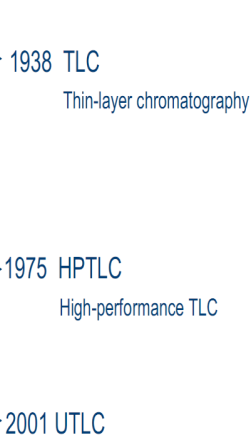 1938 TLC
Thin-layer chromatography
-1975 HPTLC
High-performance TLC
2001 UTLC